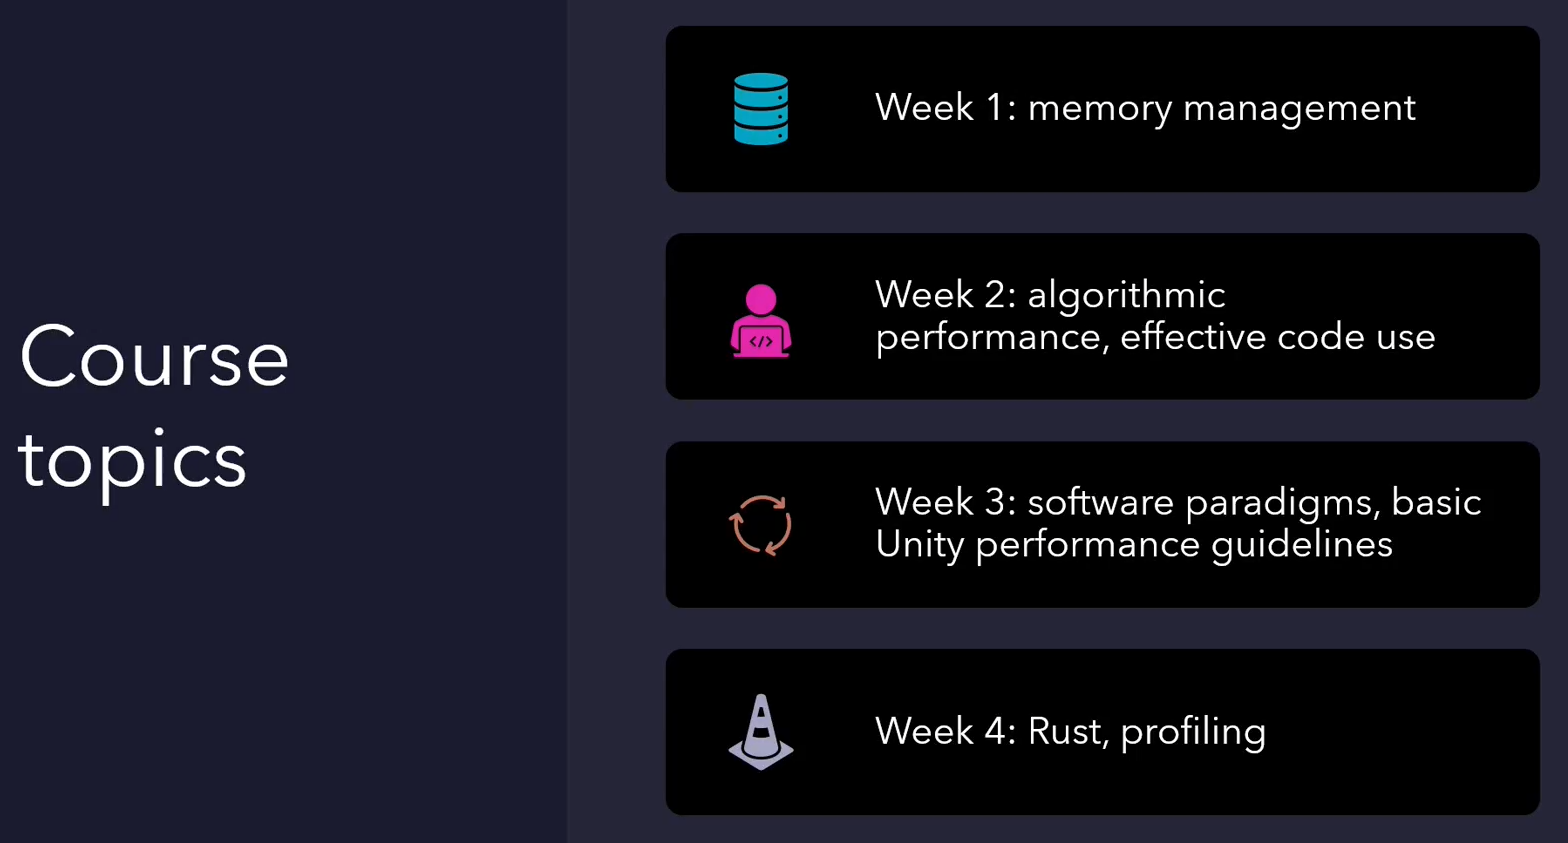 Course
topics
Week 1: memory management
Week 2: algorithmic
performance, effective code use
Week 3: software paradigms, basic
Unity performance guidelines
Week 4: Rust, profiling